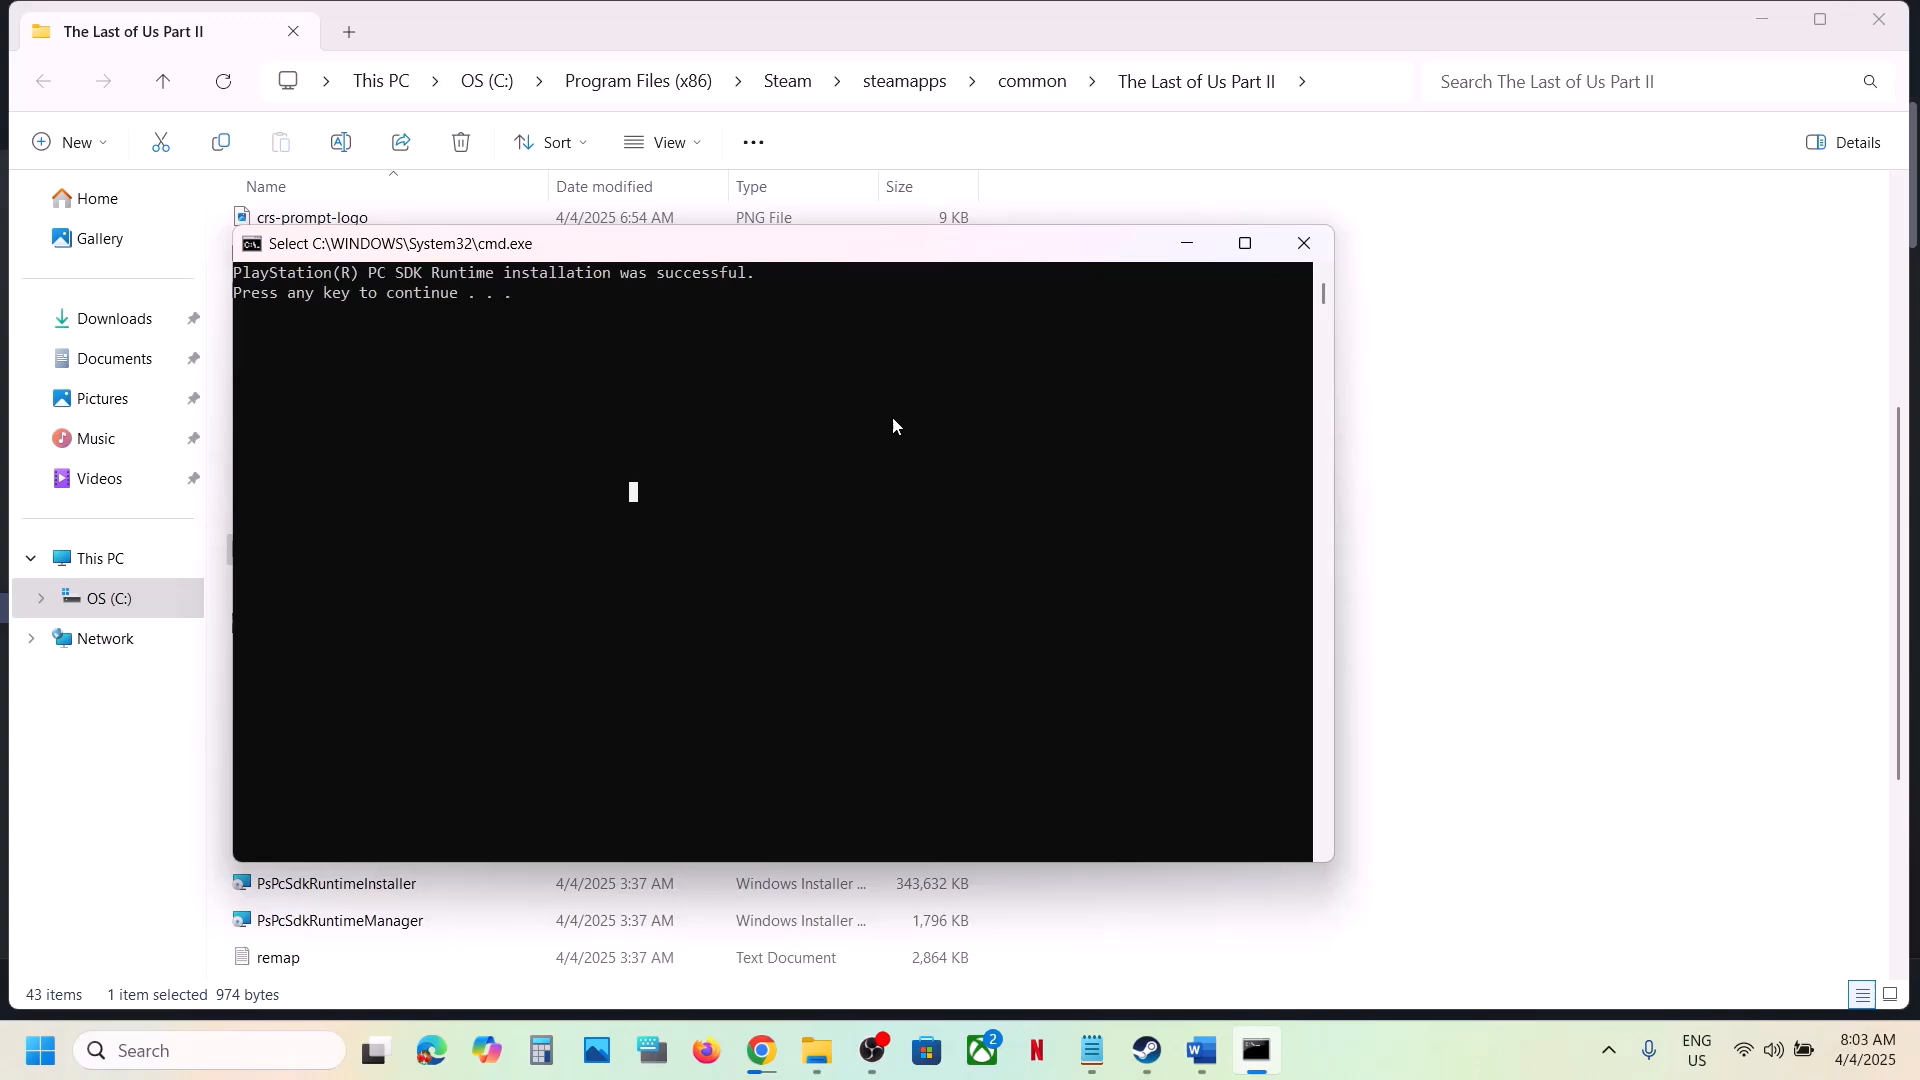 The Last of Us Part II
This PC > OS (C:) > Program Files (x86) > Steam > steamapps > common > The Last of Us Part II >
Search The Last of Us Part II
New
Sort
View
Details
Name
Date modified
Type
Size
crs-prompt-logo 4/4/2025 6:54 AM PNG File 9 KB
Home
Gallery
Downloads
Documents
Pictures
Music
Videos
This PC
OS (C:)
Network
Select C:\WINDOWS\System32\cmd.exe
PlayStation(R) PC SDK Runtime installation was successful.
Press any key to continue . . .
PsPcSdkRuntimeInstaller 4/4/2025 3:37 AM Windows Installer ... 343,632 KB
PsPcSdkRuntimeManager 4/4/2025 3:37 AM Windows Installer ... 1,796 KB
remap 4/4/2025 3:37 AM Text Document 2,864 KB
43 items 1 item selected 974 bytes
Search
2
ENG
US
8:03 AM
4/4/2025